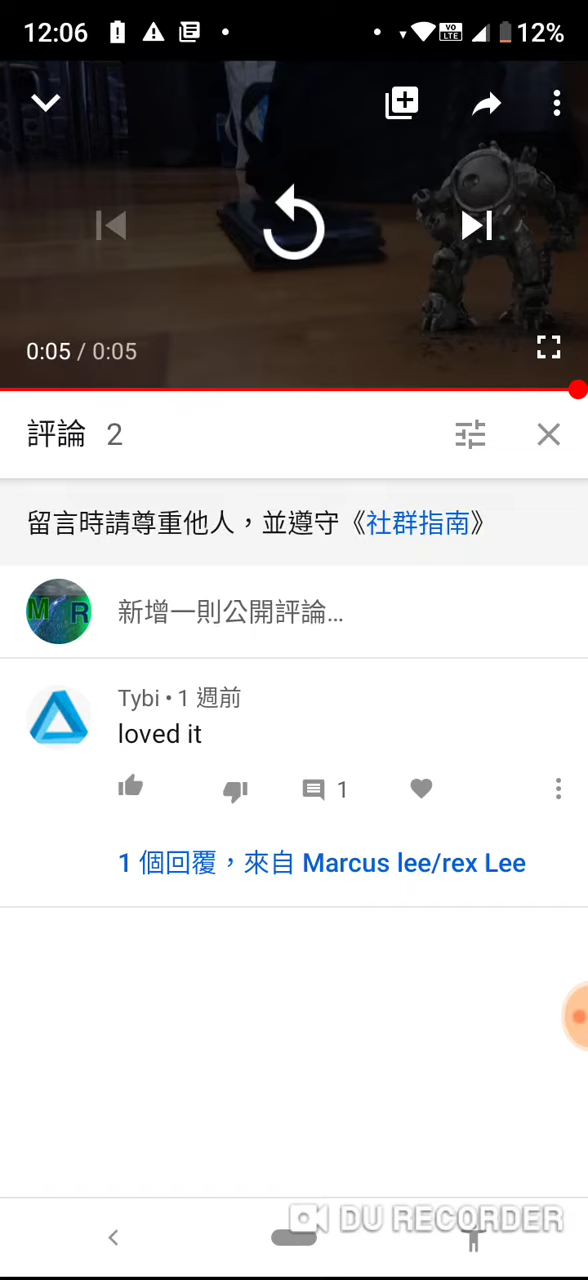 12:06
VO LTE
12%
0:05 / 0:05
評論 2
留言時請尊重他人，並遵守《社群指南》
M R
新增一則公開評論...
Tybi • 1 週前
loved it
1
1 個回覆，來自 Marcus lee/rex Lee
DU RECORDER